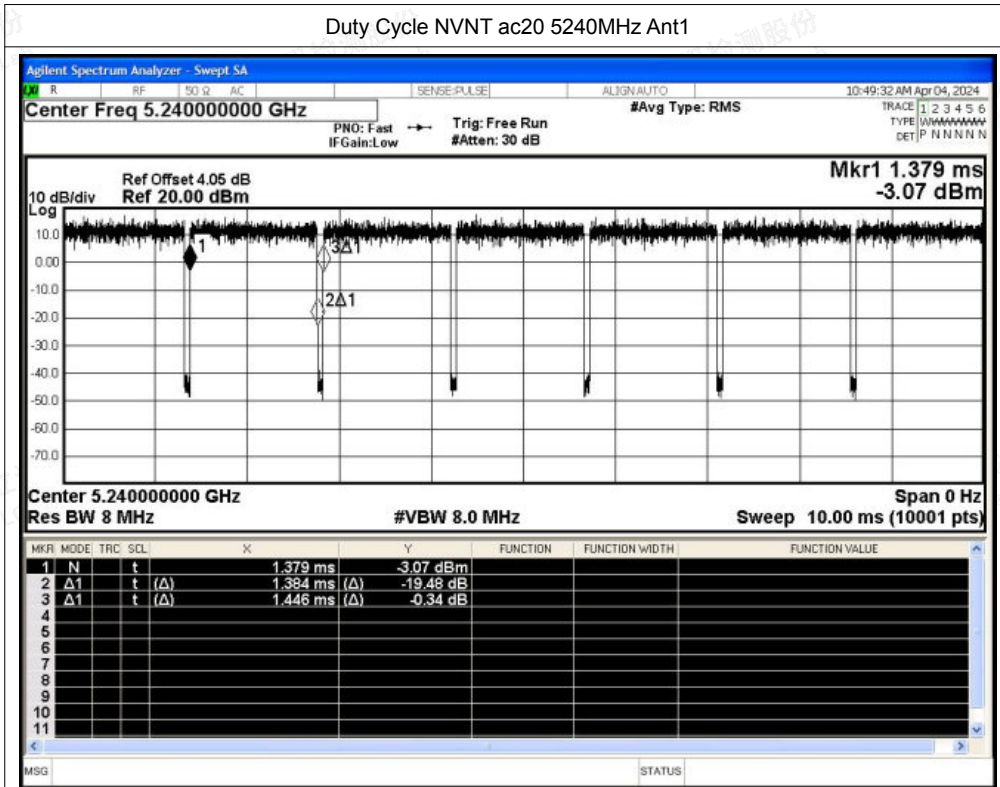 Duty Cycle NVNT ac20 5240MHz Ant1
Agilent Spectrum Analyzer - Swept SA
R RF 50 Ω AC SENSE:PULSE ALIGN AUTO 10:49:32 AM Apr 04, 2024
Center Freq 5.240000000 GHz #Avg Type: RMS TRACE 1 2 3 4 5 6
PNO: Fast Trig: Free Run TYPE
IFGain:Low #Atten: 30 dB DET P N N N N N
Mkr1 1.379 ms
Ref Offset 4.05 dB
10 dB/div Ref 20.00 dBm -3.07 dBm
Log
10.0
1 3Δ1
0.00
-10.0
2Δ1
-20.0
-30.0
-40.0
-50.0
-60.0
-70.0
Center 5.240000000 GHz Span 0 Hz
Res BW 8 MHz #VBW 8.0 MHz Sweep 10.00 ms (10001 pts)
MKR MODE TRC SCL X Y FUNCTION FUNCTION WIDTH FUNCTION VALUE
1 N t 1.379 ms -3.07 dBm
2 Δ1 t (Δ) 1.384 ms (Δ) -19.48 dB
3 Δ1 t (Δ) 1.446 ms (Δ) -0.34 dB
4
5
6
7
8
9
10
11
MSG STATUS